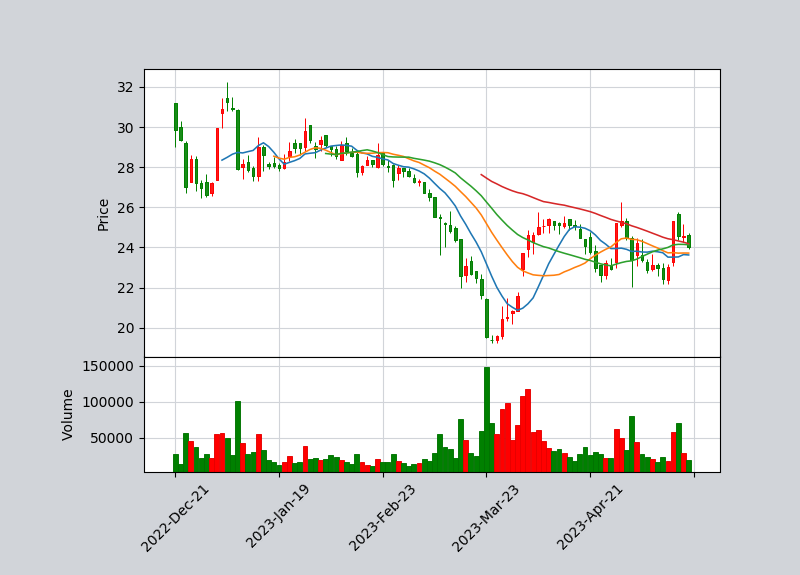 32
30
28
26
24
22
20
Price
150000
100000
50000
Volume
2022-Dec-21
2023-Jan-19
2023-Feb-23
2023-Mar-23
2023-Apr-21